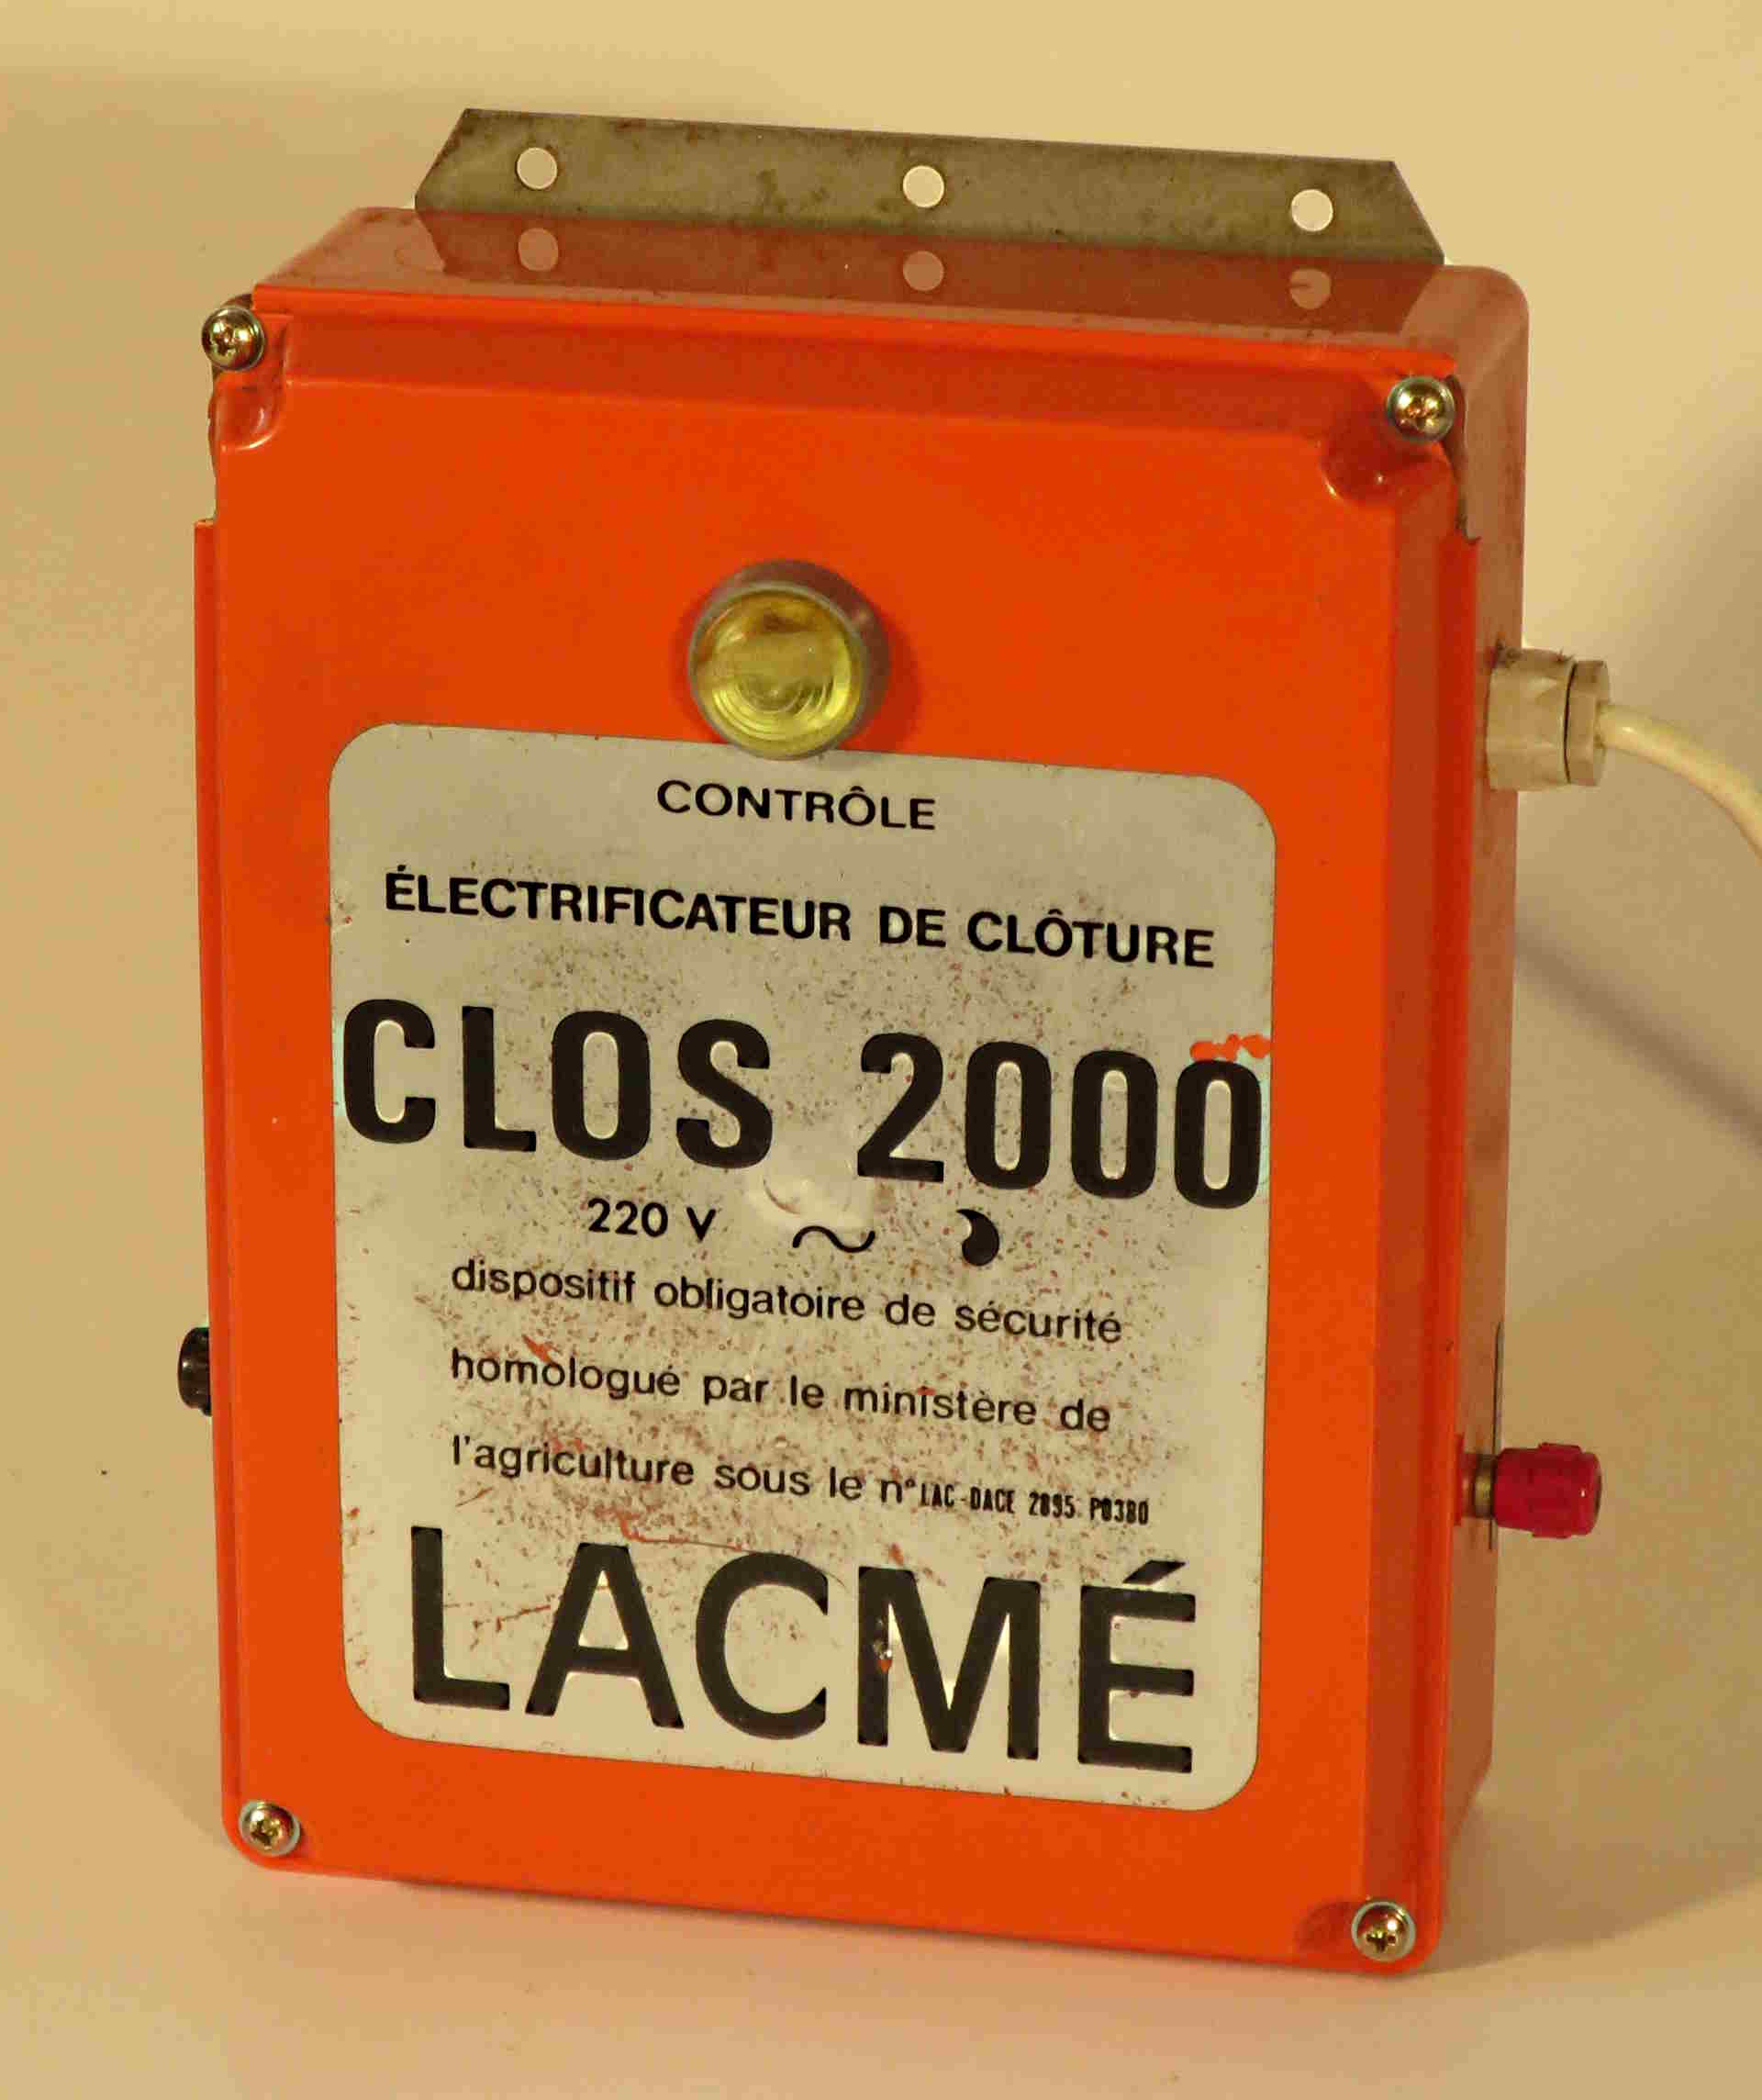 CONTRÔLE
ÉLECTRIFICATEUR DE CLÔTURE
CLOS 2000
220 V ~
dispositif obligatoire de sécurité
homologué par le ministère de
l'agriculture sous le n° LAC-DACE 2895. P0380
LACMÉ